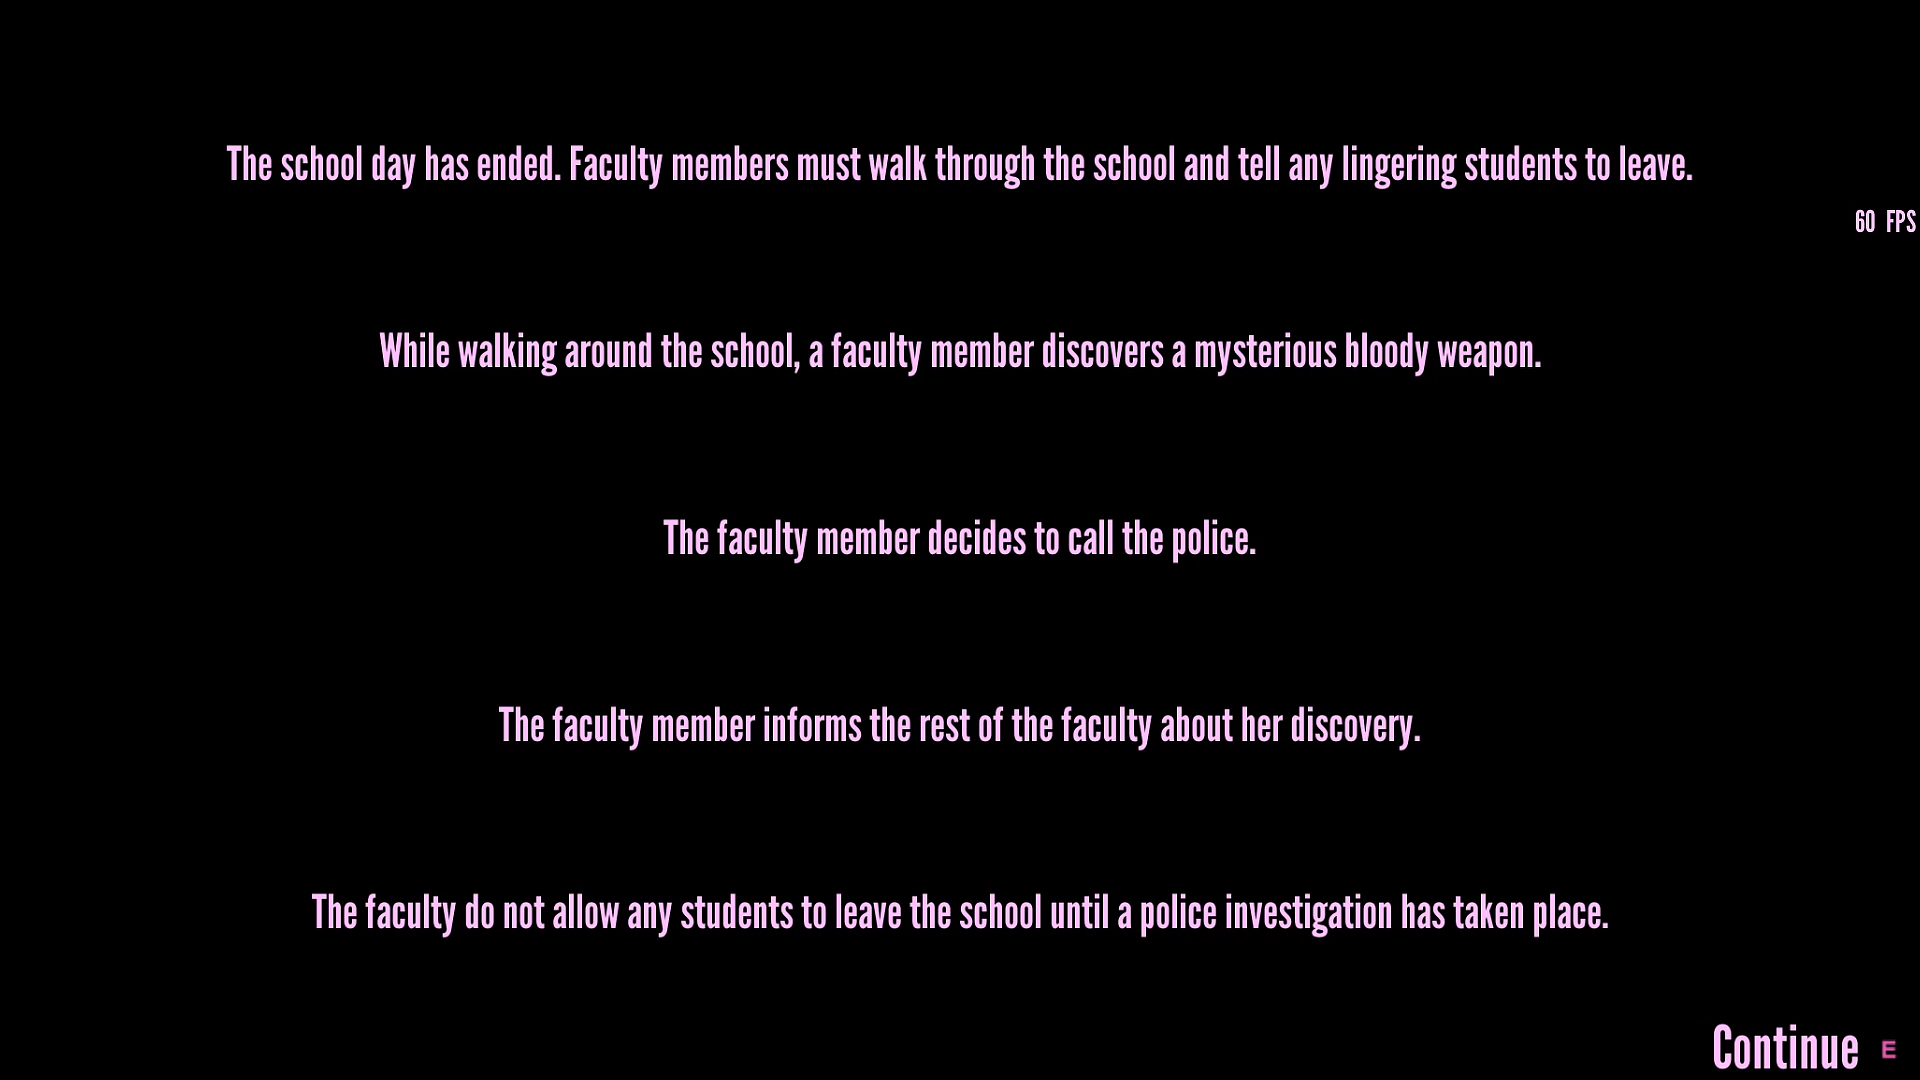 The school day has ended. Faculty members must walk through the school and tell any lingering students to leave.
60 FPS
While walking around the school, a faculty member discovers a mysterious bloody weapon.
The faculty member decides to call the police.
The faculty member informs the rest of the faculty about her discovery.
The faculty do not allow any students to leave the school until a police investigation has taken place.
Continue E